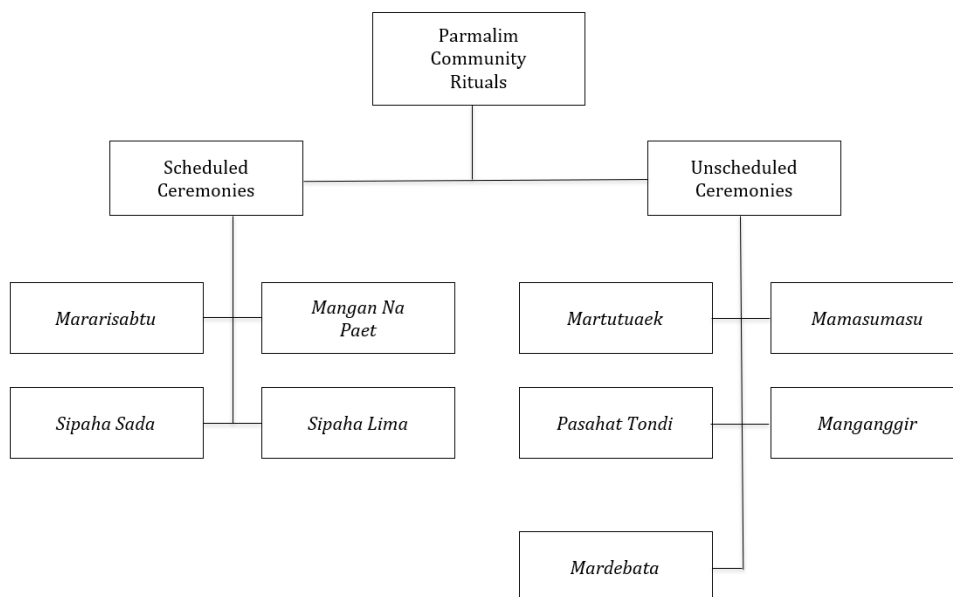 Parmalim
Community
Rituals
Scheduled
Ceremonies
Unscheduled
Ceremonies
Mararisabtu
Mangan Na
Paet
Martutuaek
Mamasumasu
Sipaha Sada
Sipaha Lima
Pasahat Tondi
Manganggir
Mardebata